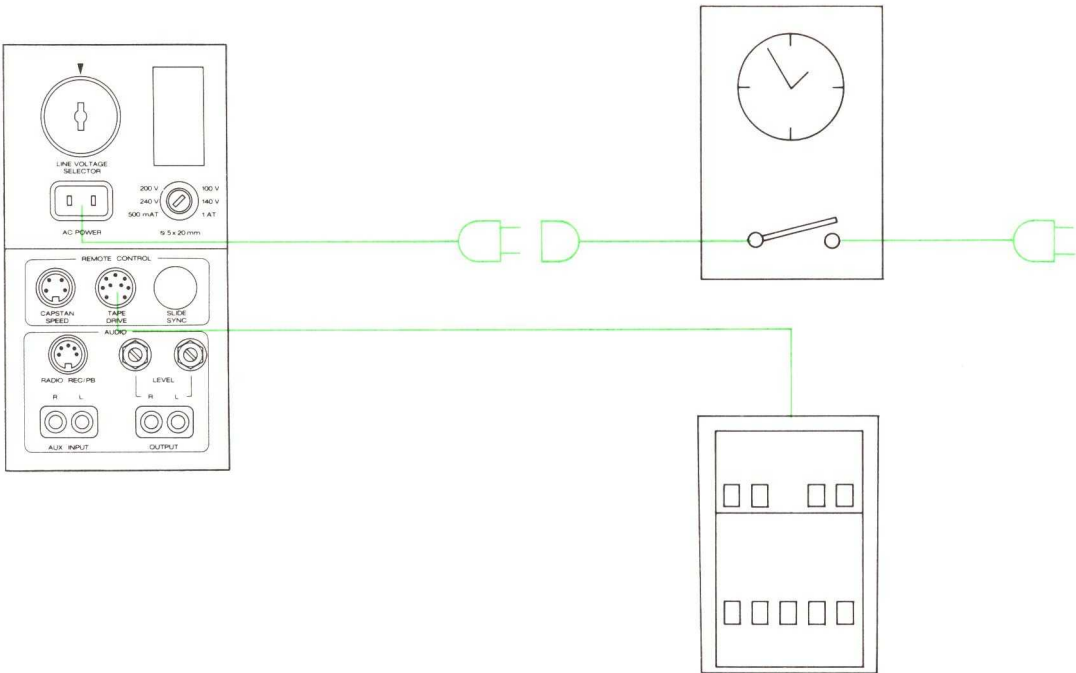 LINE VOLTAGE
SELECTOR
200 V 100 V
240 V 140 V
500 mAT 1 AT
AC POWER
5 x 20 mm
REMOTE CONTROL
CAPSTAN
SPEED
TAPE
DRIVE
SLIDE
SYNC
AUDIO
RADIO REC/PB
LEVEL
R L R L
AUX INPUT
OUTPUT